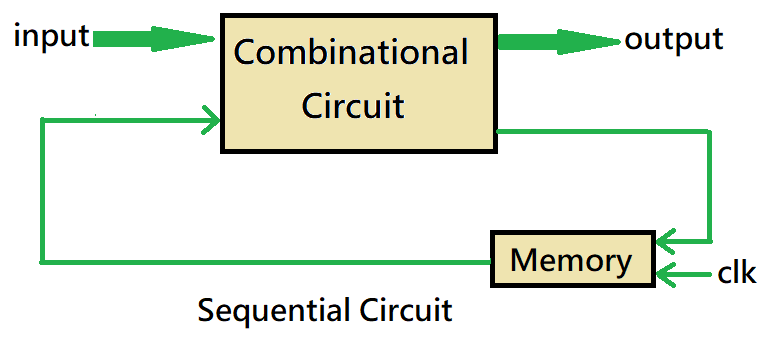 input
Combinational
Circuit
output
Memory
clk
Sequential Circuit